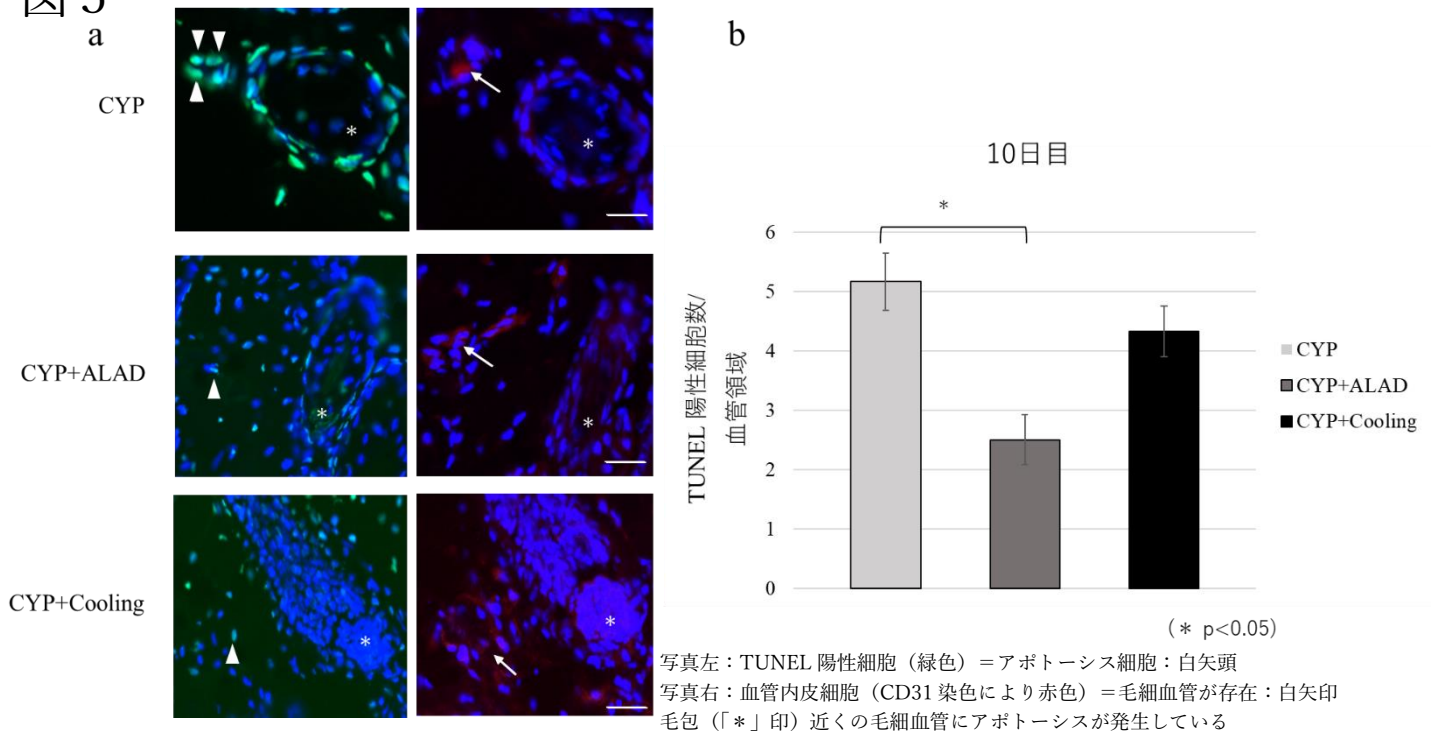 図5
a
CYP
*
*
CYP+ALAD
*
*
CYP+Cooling
*
*
b
10日目
*
TUNEL 陽性細胞数/
血管領域
6
5
4
3
2
1
0
CYP
CYP+ALAD
CYP+Cooling
(* p<0.05)
写真左：TUNEL 陽性細胞（緑色）＝アポトーシス細胞：白矢頭
写真右：血管内皮細胞（CD31 染色により赤色）＝毛細血管が存在：白矢印
毛包（「*」印）近くの毛細血管にアポトーシスが発生している